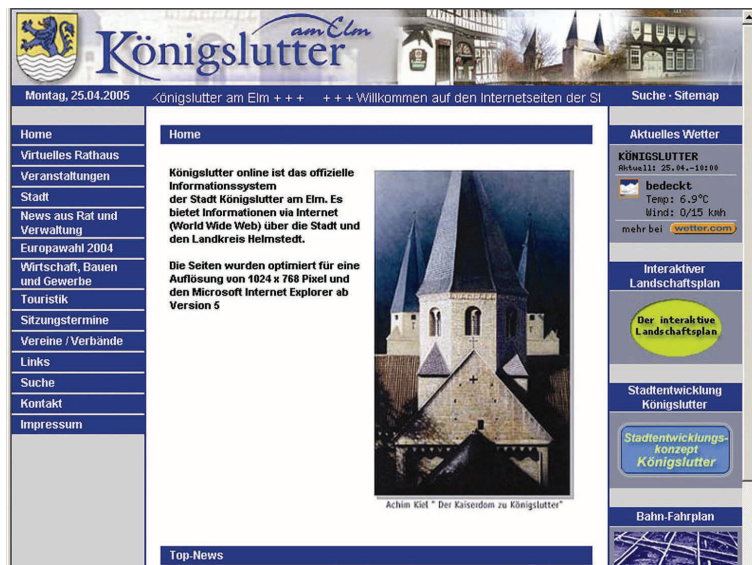 Königslutter
am Elm
Montag, 25.04.2005
Königslutter am Elm + + + + + + Willkommen auf den Internetseiten der St
Suche · Sitemap
Home
Virtuelles Rathaus
Veranstaltungen
Stadt
News aus Rat und
Verwaltung
Europawahl 2004
Wirtschaft, Bauen
und Gewerbe
Touristik
Sitzungstermine
Vereine / Verbände
Links
Suche
Kontakt
Impressum
Home
Königslutter online ist das offizielle
Informationssystem
der Stadt Königslutter am Elm. Es
bietet Informationen via Internet
(World Wide Web) über die Stadt und
den Landkreis Helmstedt.
Die Seiten wurden optimiert für eine
Auflösung von 1024 x 768 Pixel und
den Microsoft Internet Explorer ab
Version 5
Achim Kiel " Der Kaiserdom zu Königslutter"
Top-News
Aktuelles Wetter
KÖNIGSLUTTER
Aktuell: 25.04.-10:00
bedeckt
Temp: 6.9°C
Wind: 0/15 kmh
mehr bei wetter.com
Interaktiver
Landschaftsplan
Der interaktive
Landschaftsplan
Stadtentwicklung
Königslutter
Stadtentwicklungs-
konzept
Königslutter
Bahn-Fahrplan